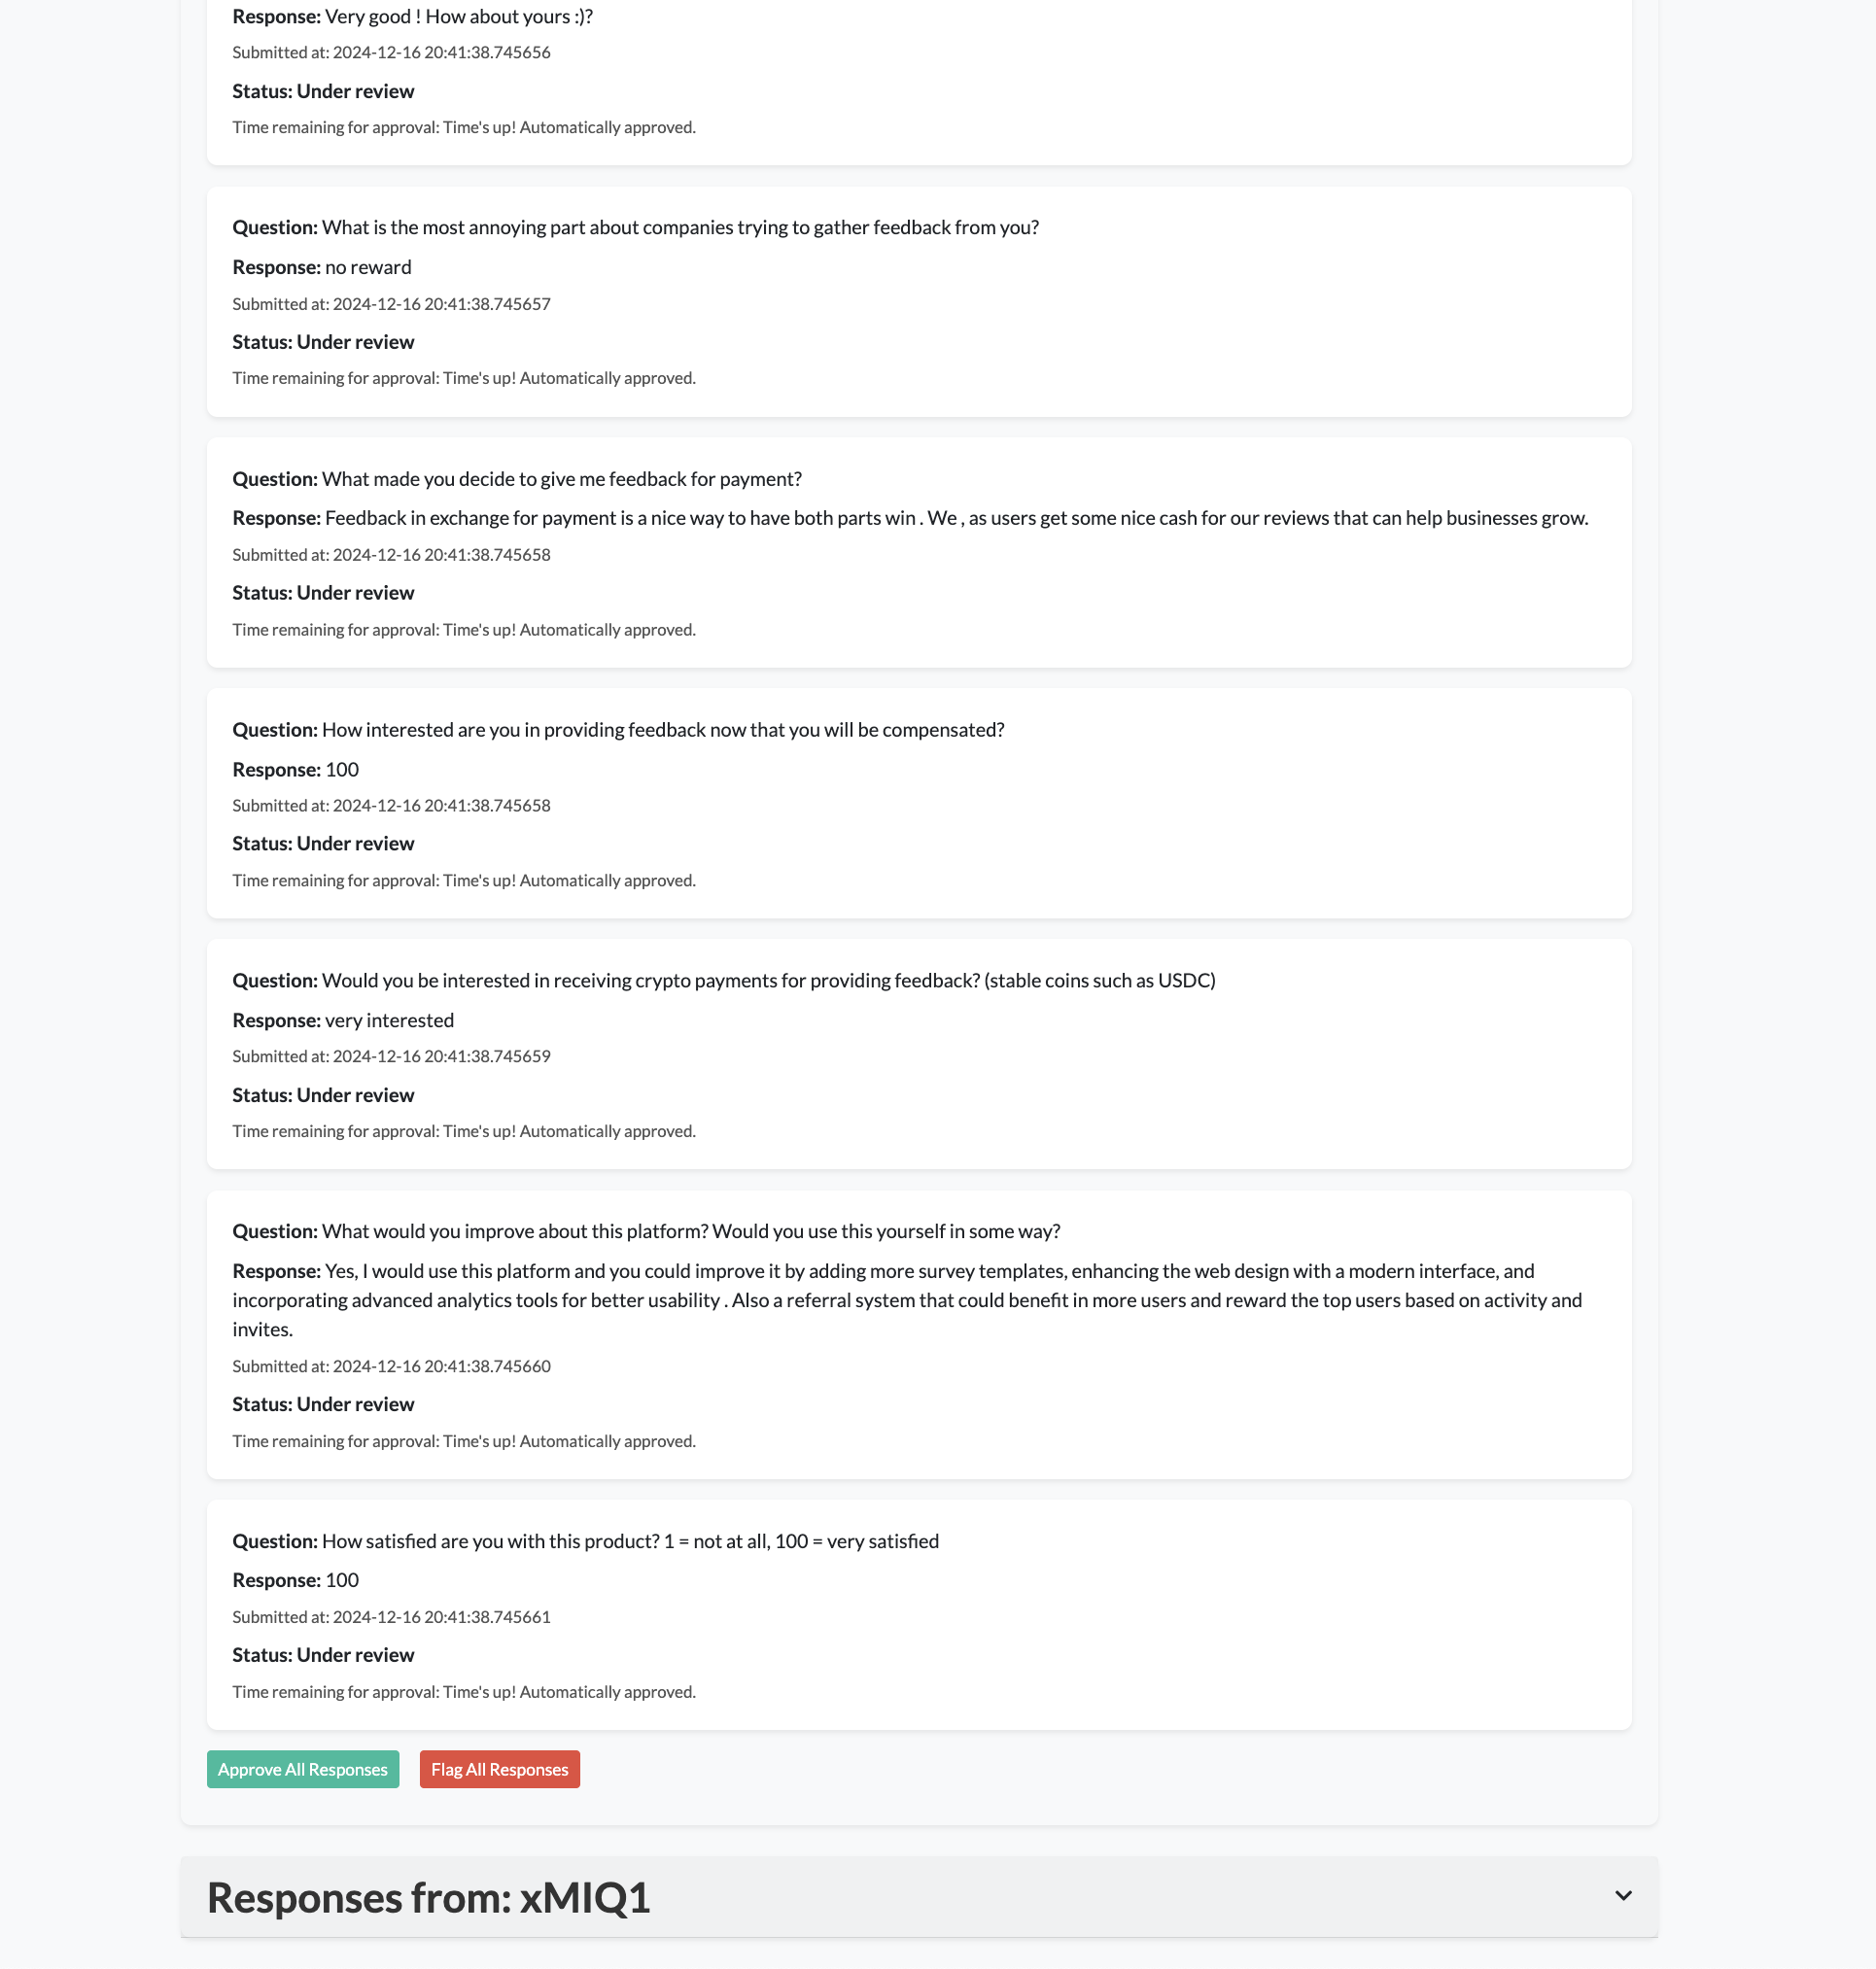 Response: Very good ! How about yours :)?
Submitted at: 2024-12-16 20:41:38.745656
Status: Under review
Time remaining for approval: Time's up! Automatically approved.
Question: What is the most annoying part about companies trying to gather feedback from you?
Response: no reward
Submitted at: 2024-12-16 20:41:38.745657
Status: Under review
Time remaining for approval: Time's up! Automatically approved.
Question: What made you decide to give me feedback for payment?
Response: Feedback in exchange for payment is a nice way to have both parts win . We , as users get some nice cash for our reviews that can help businesses grow.
Submitted at: 2024-12-16 20:41:38.745658
Status: Under review
Time remaining for approval: Time's up! Automatically approved.
Question: How interested are you in providing feedback now that you will be compensated?
Response: 100
Submitted at: 2024-12-16 20:41:38.745658
Status: Under review
Time remaining for approval: Time's up! Automatically approved.
Question: Would you be interested in receiving crypto payments for providing feedback? (stable coins such as USDC)
Response: very interested
Submitted at: 2024-12-16 20:41:38.745659
Status: Under review
Time remaining for approval: Time's up! Automatically approved.
Question: What would you improve about this platform? Would you use this yourself in some way?
Response: Yes, I would use this platform and you could improve it by adding more survey templates, enhancing the web design with a modern interface, and
incorporating advanced analytics tools for better usability . Also a referral system that could benefit in more users and reward the top users based on activity and
invites.
Submitted at: 2024-12-16 20:41:38.745660
Status: Under review
Time remaining for approval: Time's up! Automatically approved.
Question: How satisfied are you with this product? 1 = not at all, 100 = very satisfied
Response: 100
Submitted at: 2024-12-16 20:41:38.745661
Status: Under review
Time remaining for approval: Time's up! Automatically approved.
Approve All Responses Flag All Responses
Responses from: xMIQ1